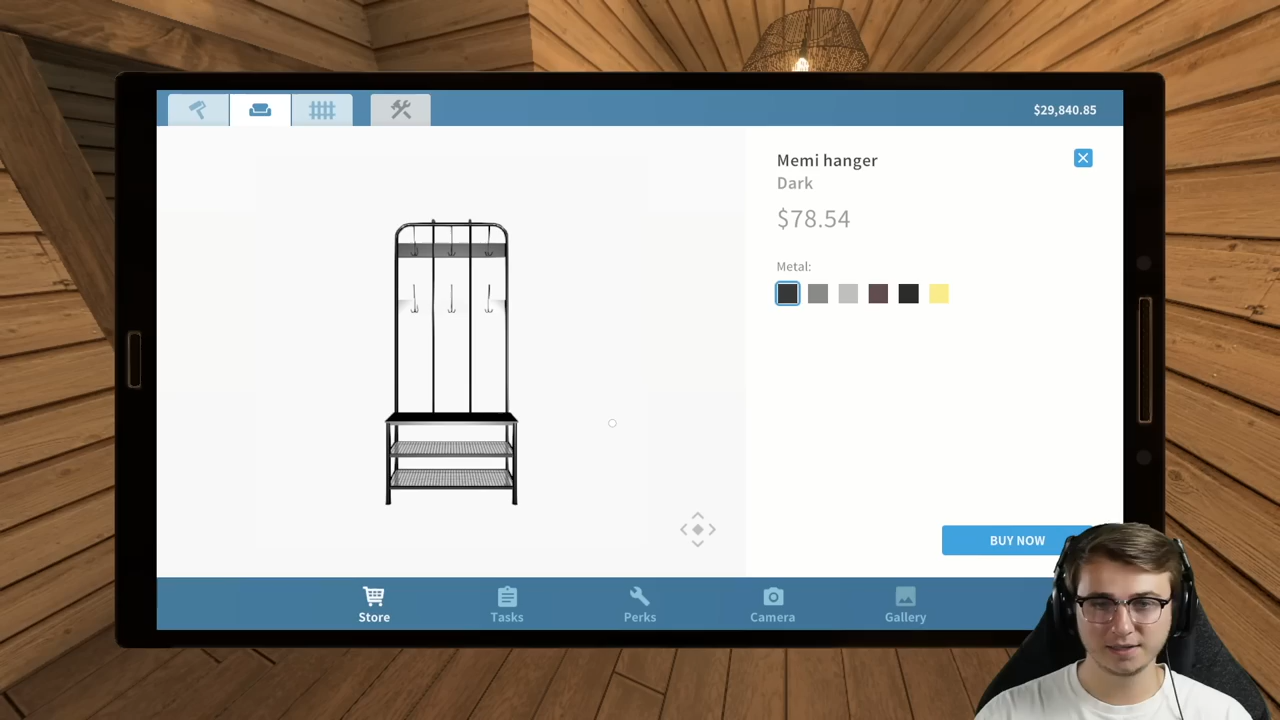 $29,840.85
Memi hanger
Dark
$78.54
Metal:
BUY NOW
Store
Tasks
Perks
Camera
Gallery